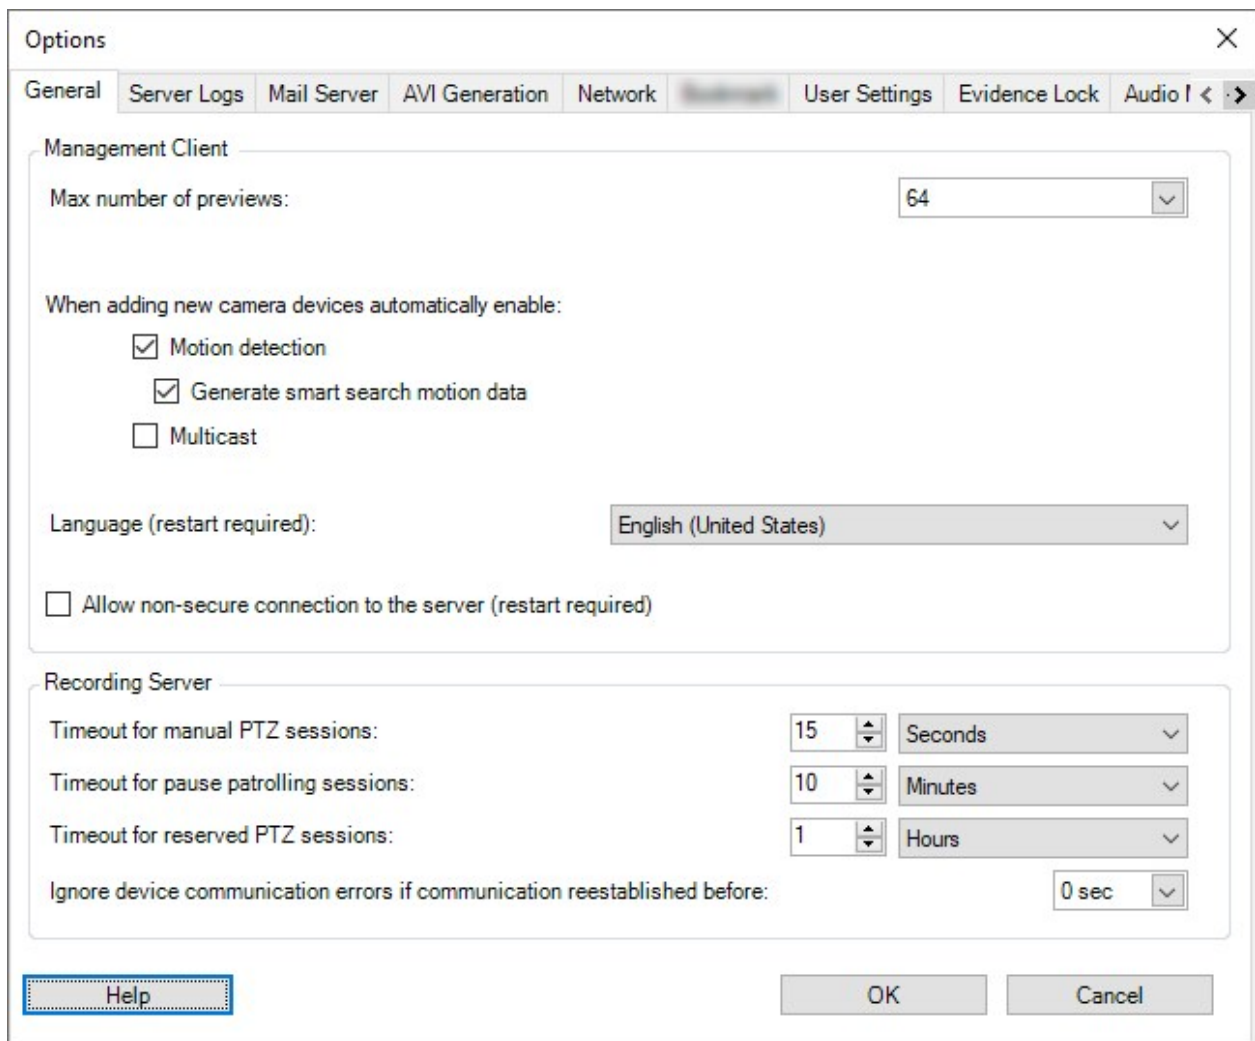 Options
General Server Logs Mail Server AVI Generation Network User Settings Evidence Lock Audio
Management Client
Max number of previews: 64
When adding new camera devices automatically enable:
Motion detection
Generate smart search motion data
Multicast
Language (restart required): English (United States)
Allow non-secure connection to the server (restart required)
Recording Server
Timeout for manual PTZ sessions: 15 Seconds
Timeout for pause patrolling sessions: 10 Minutes
Timeout for reserved PTZ sessions: 1 Hours
Ignore device communication errors if communication reestablished before: 0 sec
Help OK Cancel